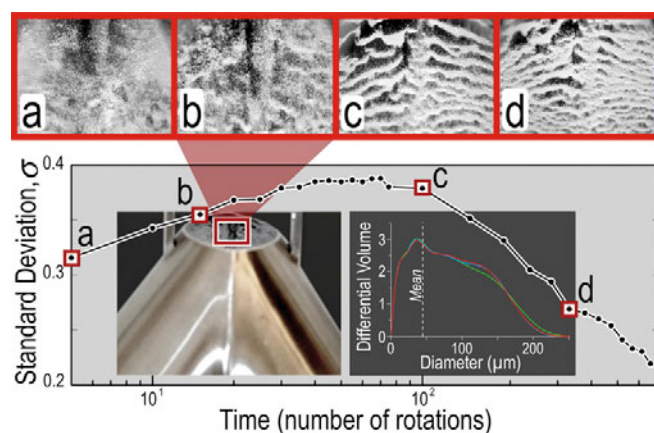 a
b
c
d
0.4
0.3
0.2
Standard Deviation, σ
a
b
c
d
Differential Volume
3
2
1
0
Mean
0
100
200
Diameter (µm)
10¹
10²
Time (number of rotations)